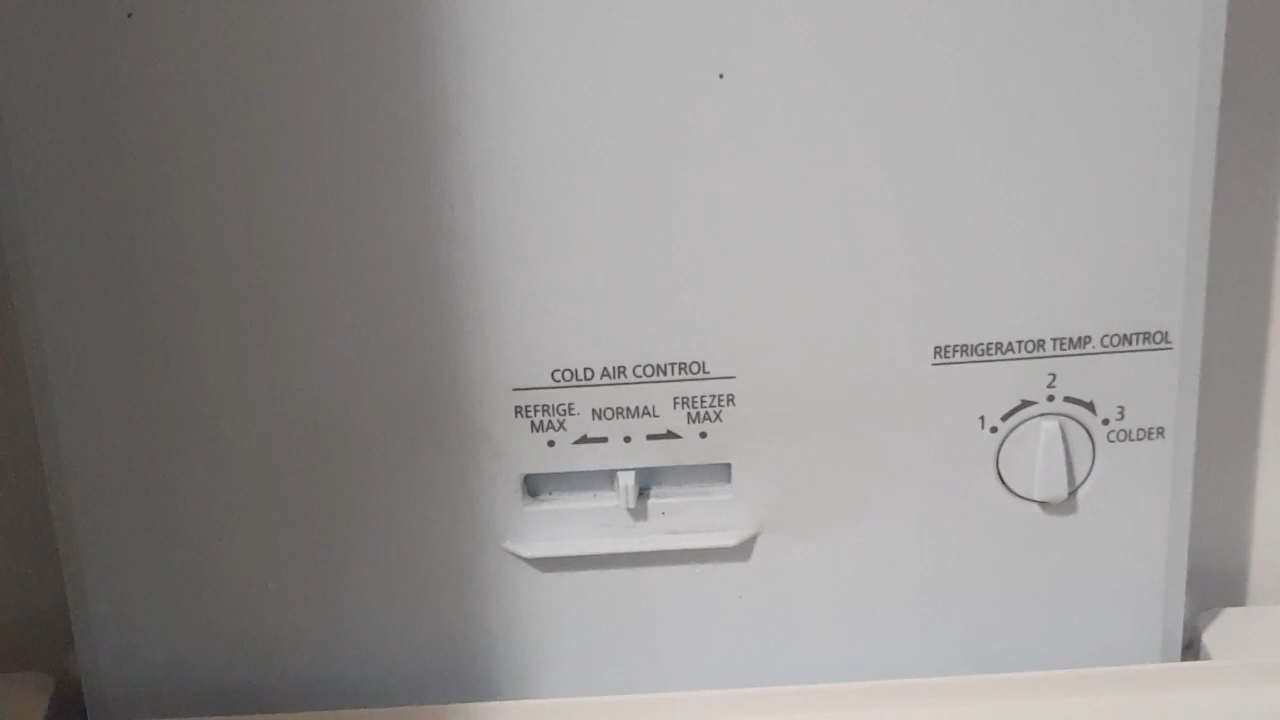 COLD AIR CONTROL
REFRIGE. MAX
NORMAL
FREEZER MAX
REFRIGERATOR TEMP. CONTROL
1
2
3
COLDER